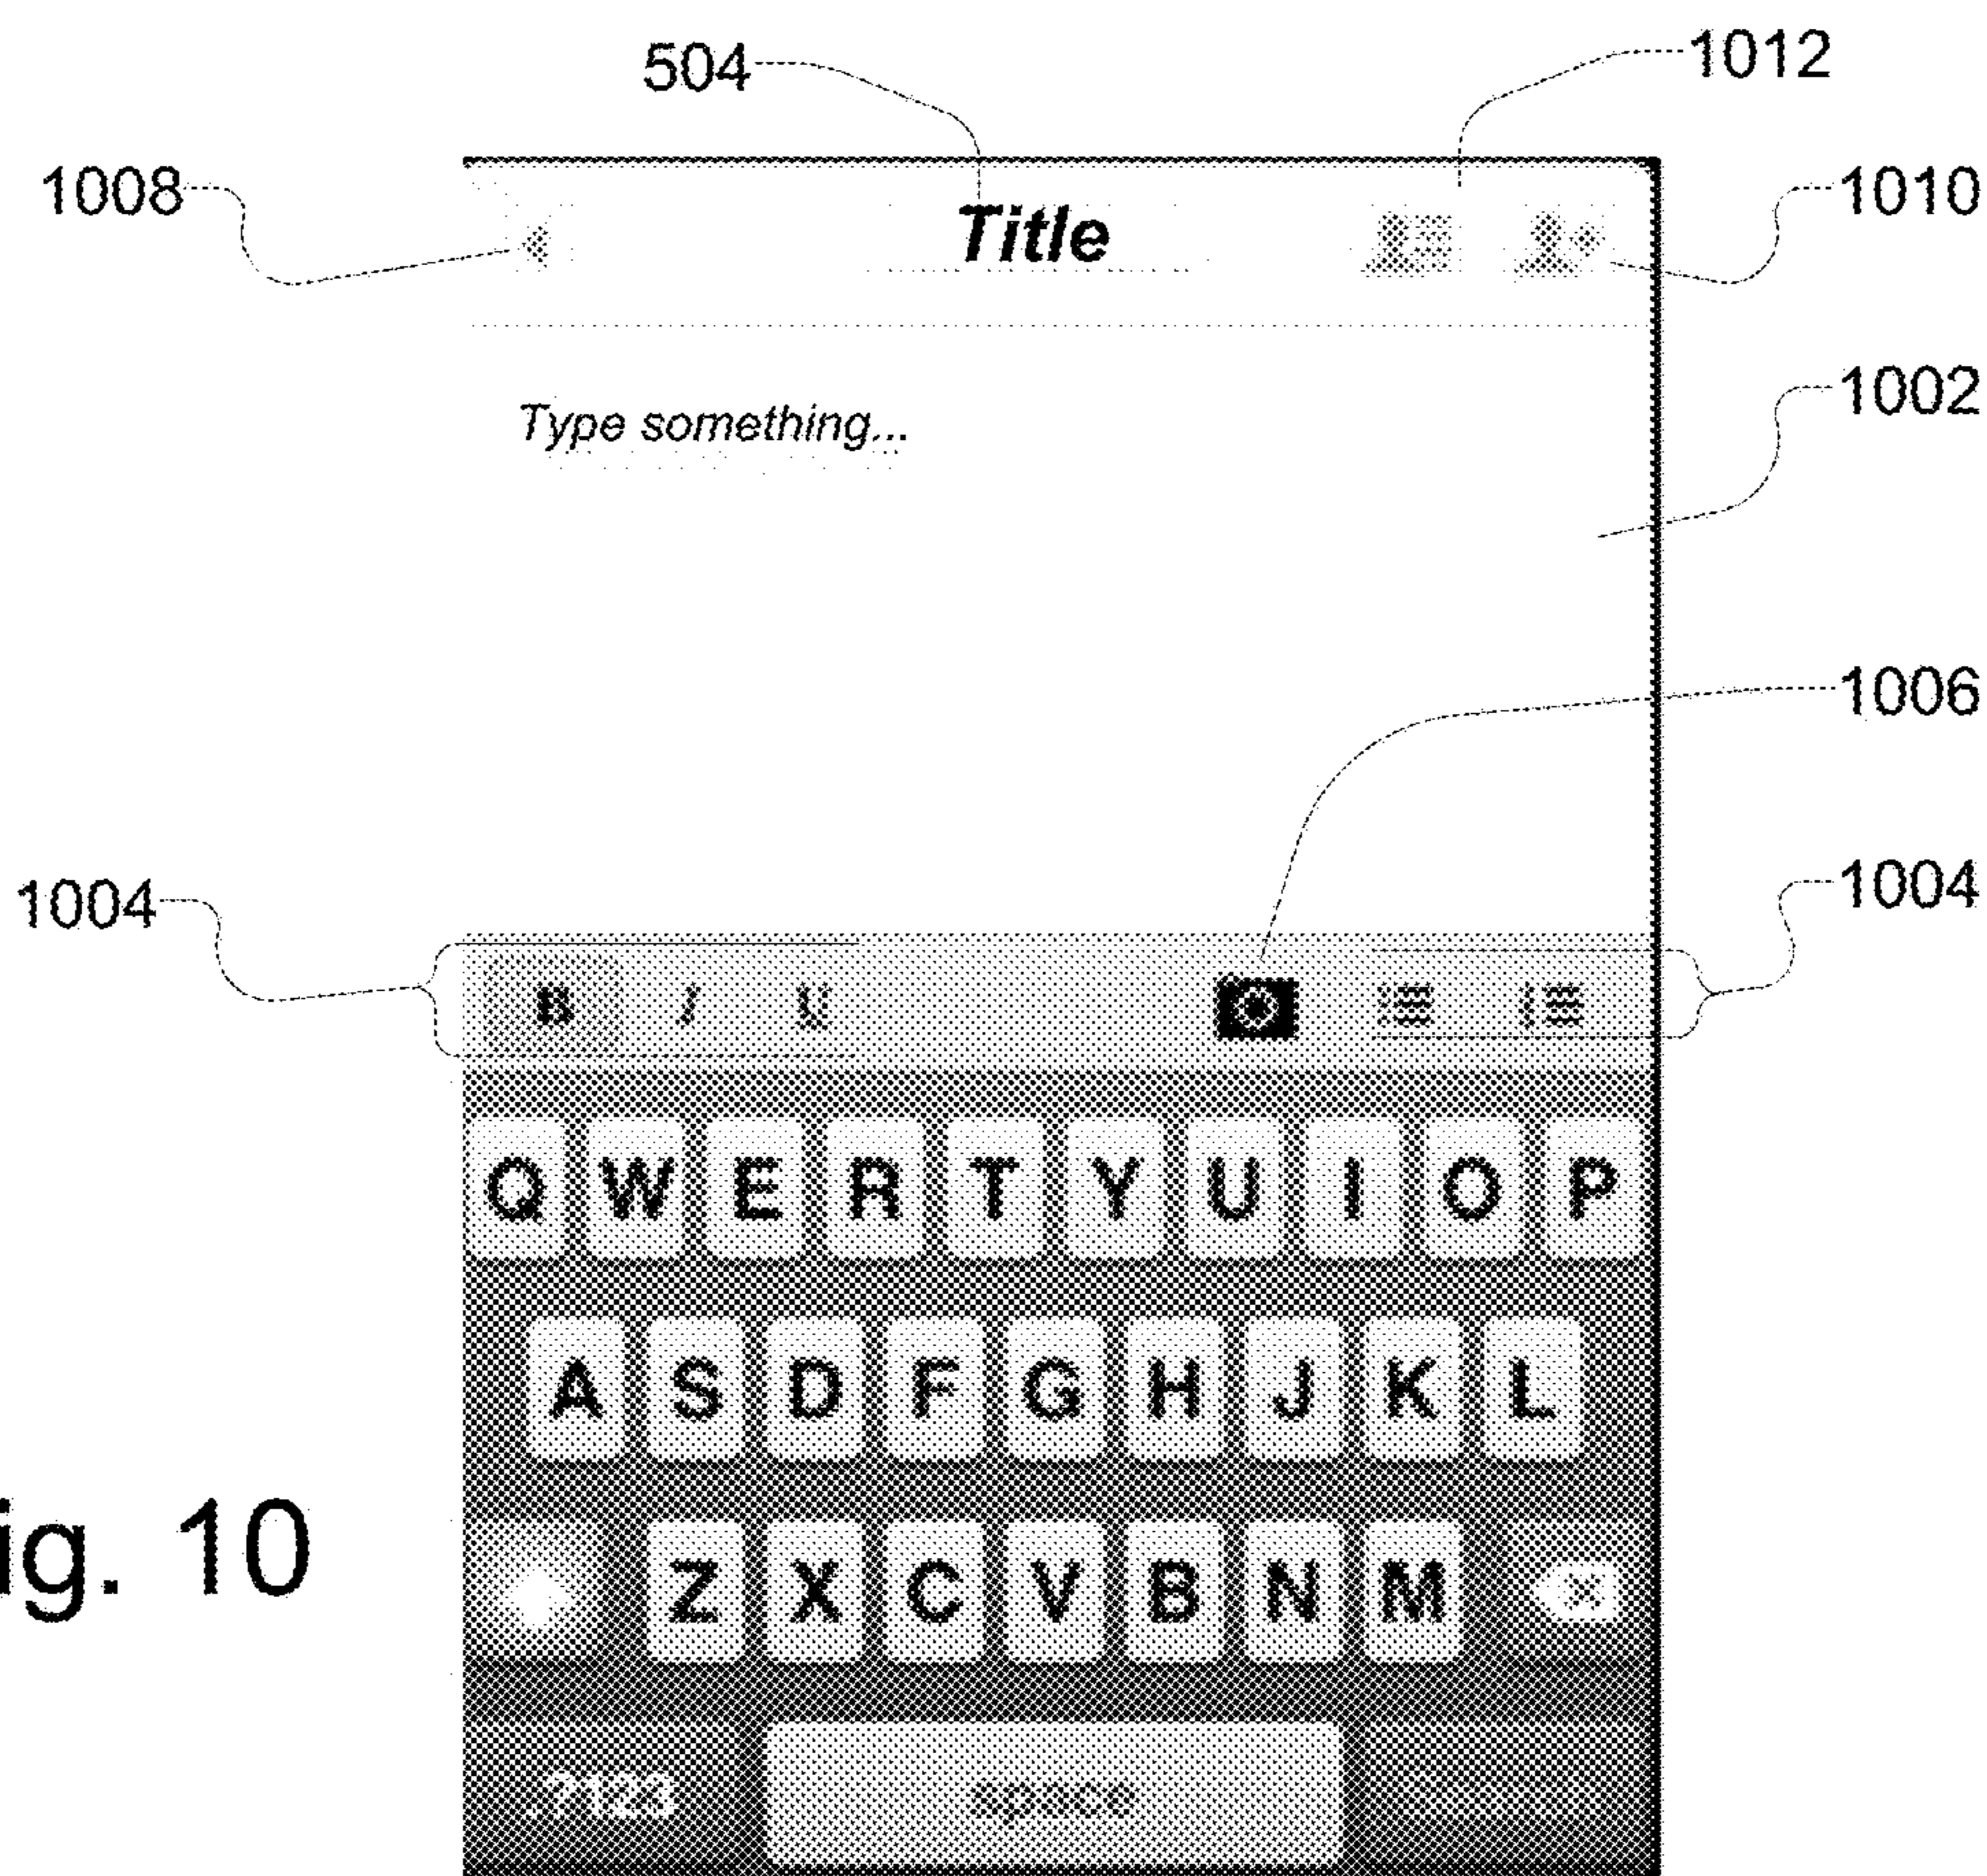 504 1012
1008 1010
Title
1002
Type something...
1006
1004 1004
B I U
Q W E R T Y U I O P
A S D F G H J K L
ig. 10
Z X C V B N M
.?123 space